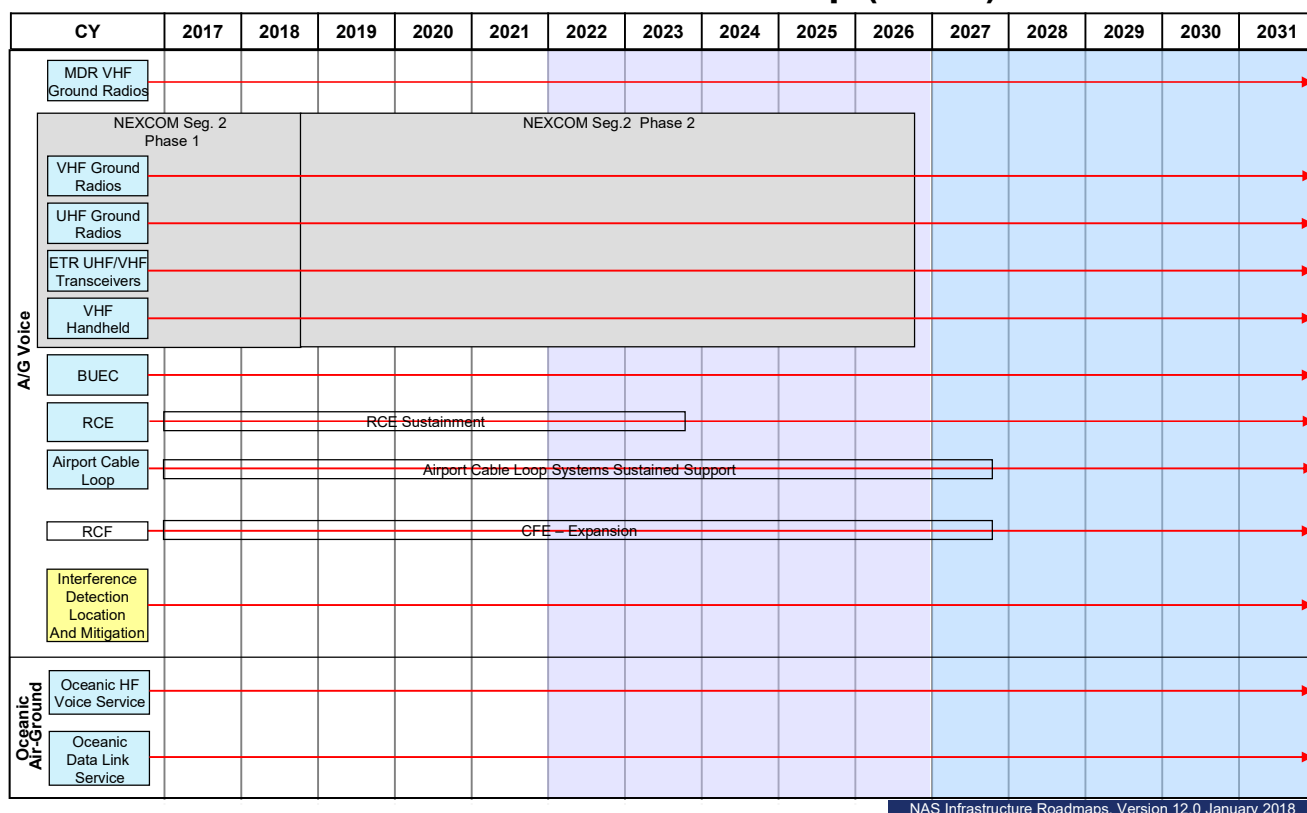 CY 2017 2018 2019 2020 2021 2022 2023 2024 2025 2026 2027 2028 2029 2030 2031
A/G Voice
MDR VHF
Ground Radios
NEXCOM Seg. 2
Phase 1
NEXCOM Seg.2 Phase 2
VHF Ground
Radios
UHF Ground
Radios
ETR UHF/VHF
Transceivers
VHF
Handheld
BUEC
RCE
RCE Sustainment
Airport Cable
Loop
Airport Cable Loop Systems Sustained Support
RCF
CFE – Expansion
Interference
Detection
Location
And Mitigation
Oceanic
Air-Ground
Oceanic HF
Voice Service
Oceanic
Data Link
Service
NAS Infrastructure Roadmaps, Version 12.0 January 2018